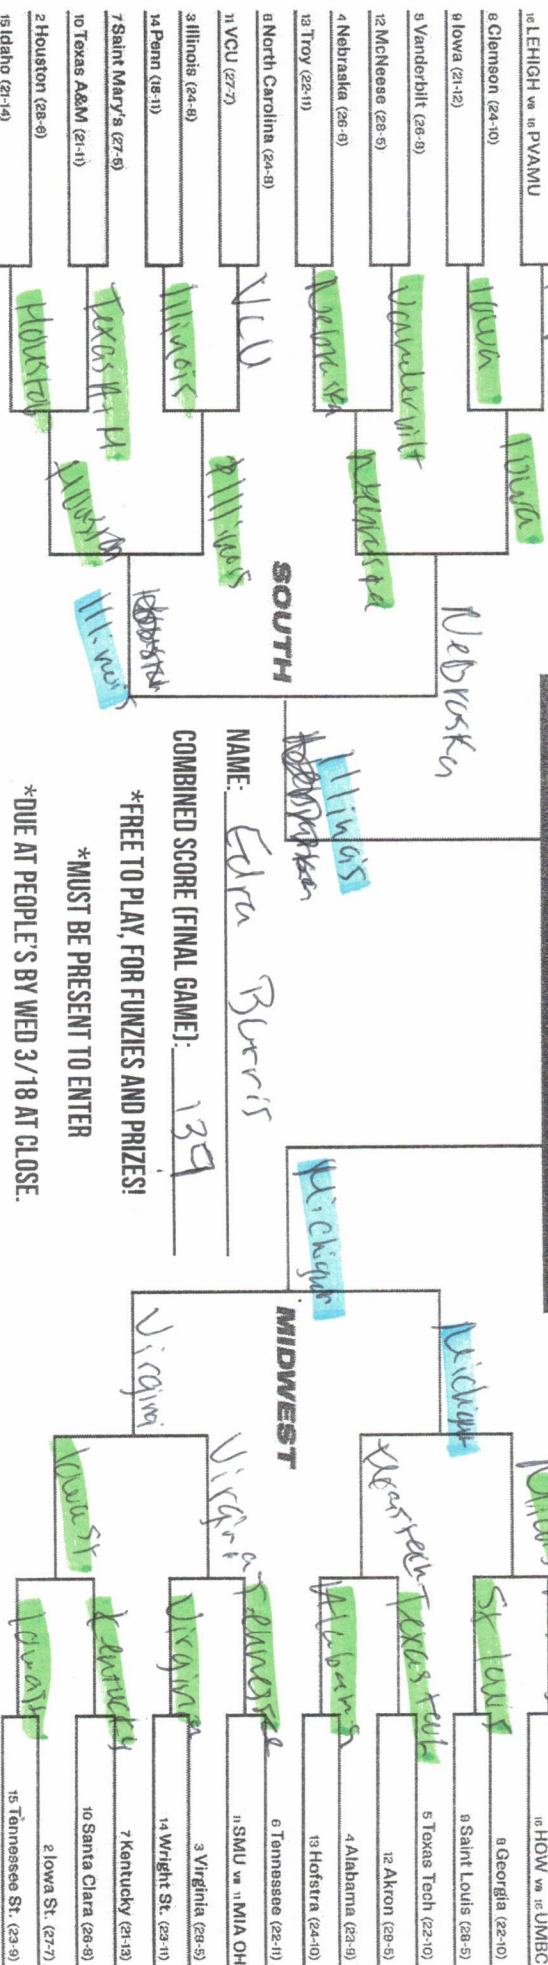 16 LEHIGH vs 16 PVAMU
8 Clemson (24-10)
9 Iowa (21-12)
5 Vanderbilt (26-8)
12 McNeese (28-5)
4 Nebraska (26-6)
13 Troy (22-11)
6 North Carolina (24-8)
11 VCU (27-7)
3 Illinois (24-8)
14 Penn (18-11)
7 Saint Mary's (27-5)
10 Texas A&M (21-11)
2 Houston (28-6)
15 Idaho (21-14)
Iowa
Vanderbilt
Nebraska
VCU
Illinois
Texas A+M
Houston
Iowa
Nebraska
Illinois
Houston
Nebraska
Houston
Illinois
SOUTH
Illinois
Nebraska
NAME: Edra Burris
COMBINED SCORE (FINAL GAME): 139
*FREE TO PLAY, FOR FUNZIES AND PRIZES!
*MUST BE PRESENT TO ENTER
*DUE AT PEOPLE'S BY WED 3/18 AT CLOSE.
Michigan
MIDWEST
Michigan
Virginia
Texas tech
Virginia
Iowa St
St Louis
Texas tech
Alabama
Tennessee
Virginia
Kentucky
Iowa St
16 HOW vs 16 UMBC
8 Georgia (22-10)
9 Saint Louis (28-5)
5 Texas Tech (22-10)
12 Akron (29-5)
4 Alabama (23-9)
13 Hofstra (24-10)
6 Tennessee (22-11)
11 SMU vs 11 MIA OH
3 Virginia (29-5)
14 Wright St. (23-11)
7 Kentucky (21-13)
10 Santa Clara (26-8)
2 Iowa St. (27-7)
15 Tennessee St. (23-9)